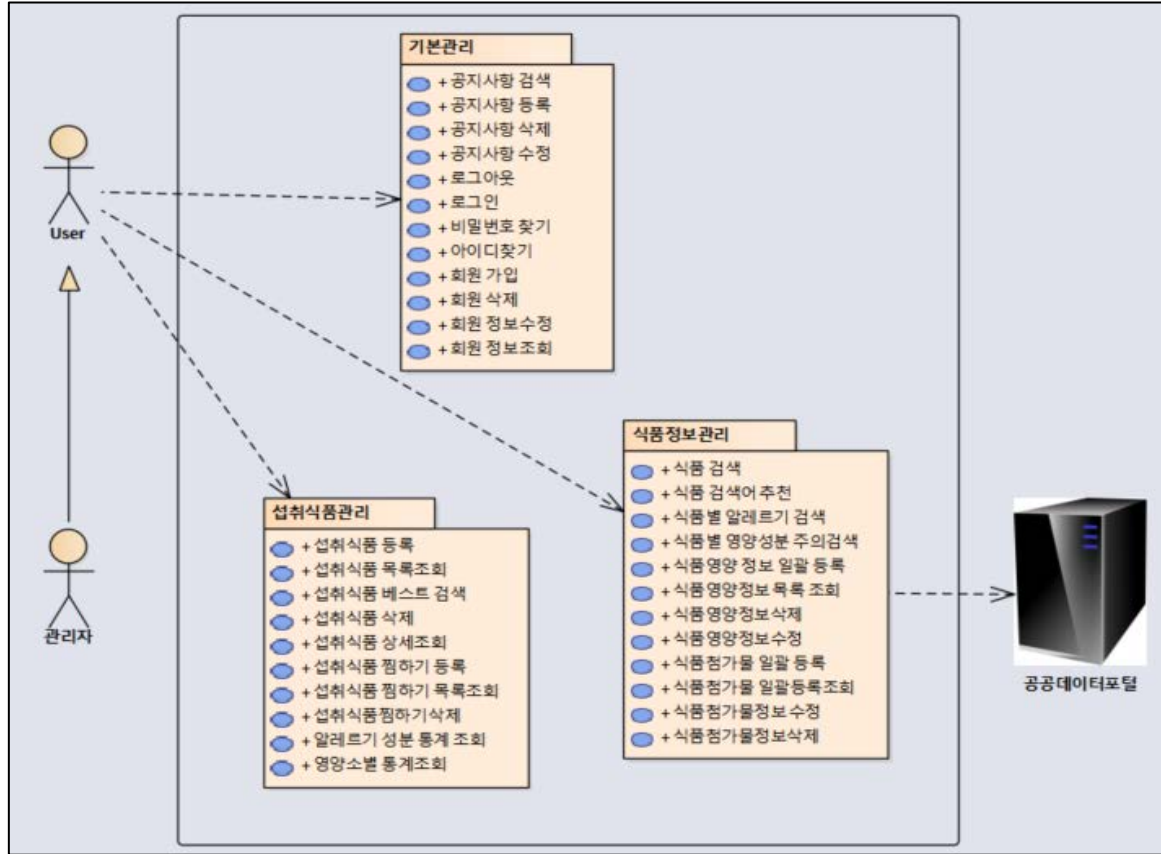 기본관리
+공지사항 검색
+공지사항 등록
+공지사항 삭제
+공지사항 수정
+로그아웃
+로그인
+비밀번호 찾기
+아이디찾기
+회원 가입
+회원 삭제
+회원 정보수정
+회원 정보조회
User
관리자
섭취식품관리
+섭취식품 등록
+섭취식품 목록조회
+섭취식품 베스트 검색
+섭취식품 삭제
+섭취식품 상세조회
+섭취식품 찜하기 등록
+섭취식품 찜하기 목록조회
+섭취식품찜하기삭제
+알레르기 성분 통계 조회
+영양소별 통계조회
식품정보관리
+식품 검색
+식품 검색어 추천
+식품별 알레르기 검색
+식품별 영양성분 주의검색
+식품영양 정보 일괄 등록
+식품영양정보 목록 조회
+식품영양정보삭제
+식품영양정보수정
+식품첨가물 일괄 등록
+식품첨가물 일괄등록조회
+식품첨가물정보 수정
+식품첨가물정보삭제
공공데이터포털